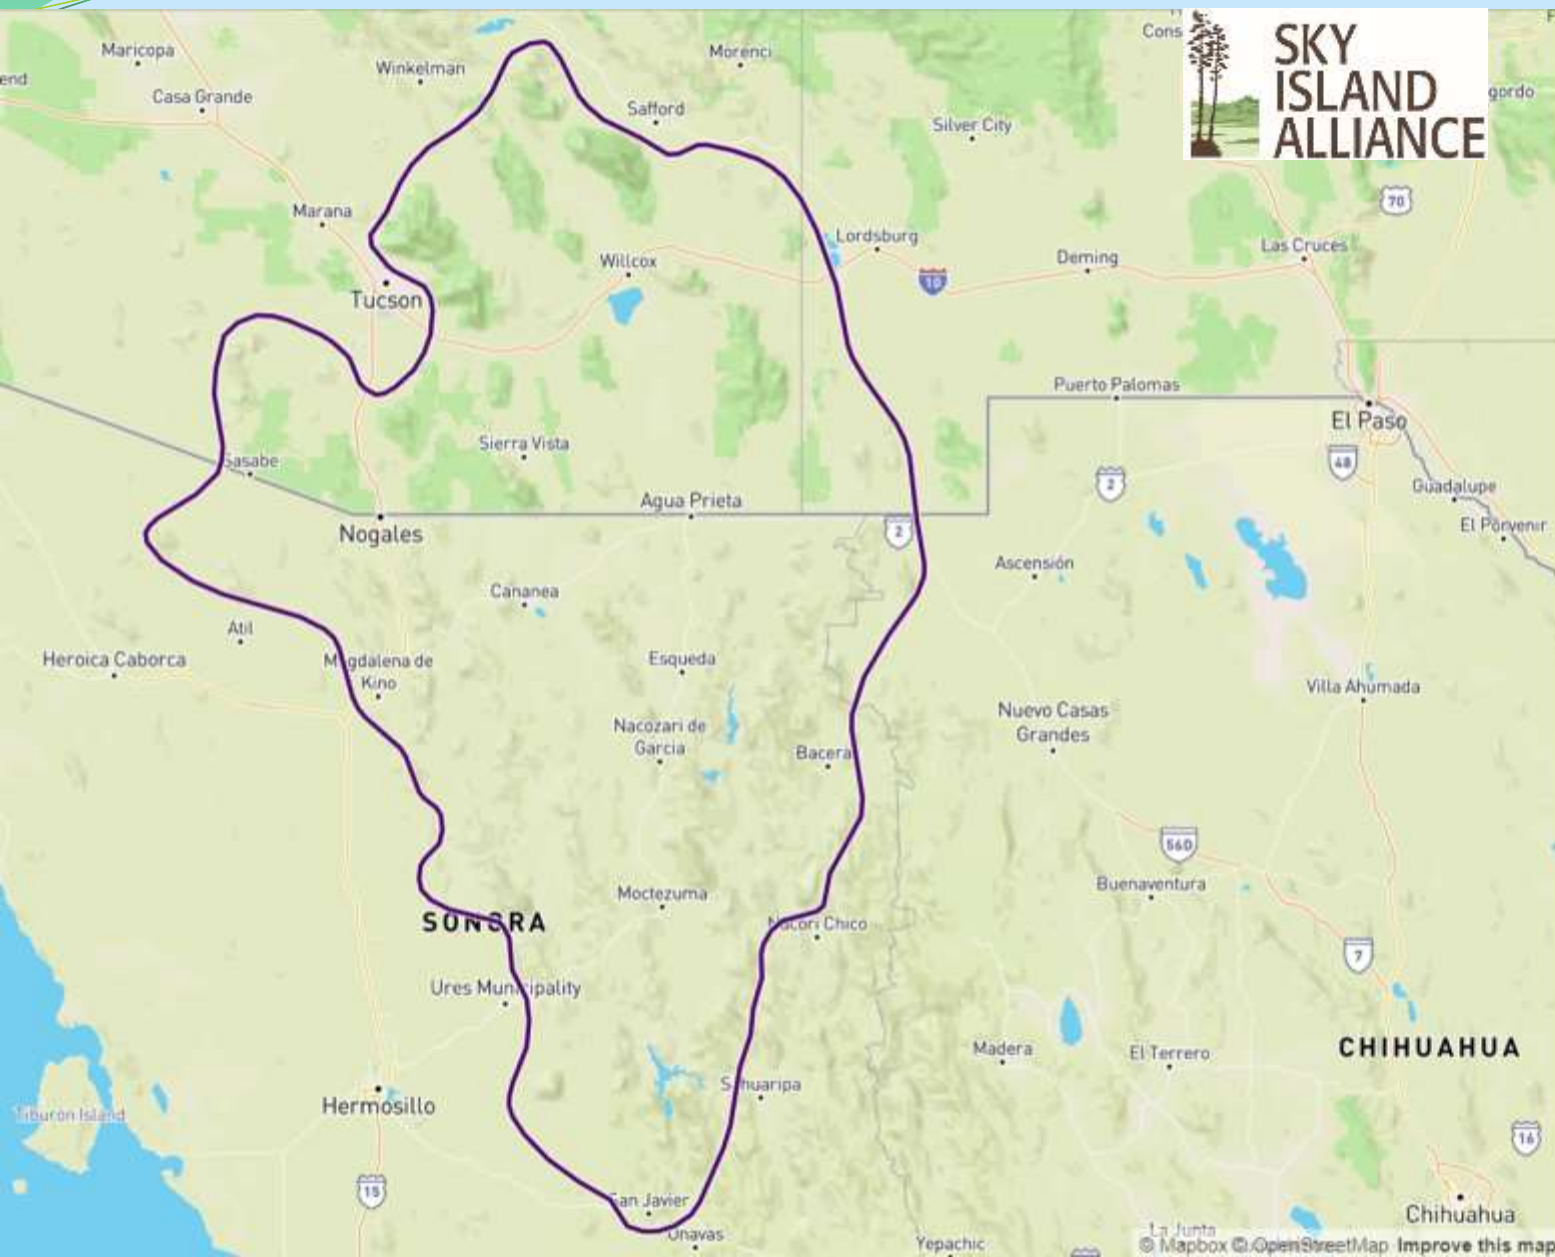 Maricopa
Winkelman
Morenci
Cons
SKY
ISLAND
ALLIANCE
end
Casa Grande
Safford
Silver City
gordo
Marana
70
Tucson
Willcox
Lordsburg
10
Deming
Las Cruces
Puerto Palomas
El Paso
Sasabe
Sierra Vista
48
2
Guadalupe
Agua Prieta
Nogales
2
El Porvenir
Ascensión
Cananea
Atil
Heroica Caborca
Magdalena de
Kino
Esqueda
Villa Ahumada
Nacozari de
Garcia
Nuevo Casas
Grandes
Bacera
560
Moctezuma
Buenaventura
SONORA
Nacori Chico
7
Ures Municipality
Madera
El Terrero
CHIHUAHUA
Sahuaripa
Hermosillo
Tiburón Island
16
15
San Javier
Onavas
Chihuahua
La Junta
Yepachic
© Mapbox © OpenStreetMap Improve this map